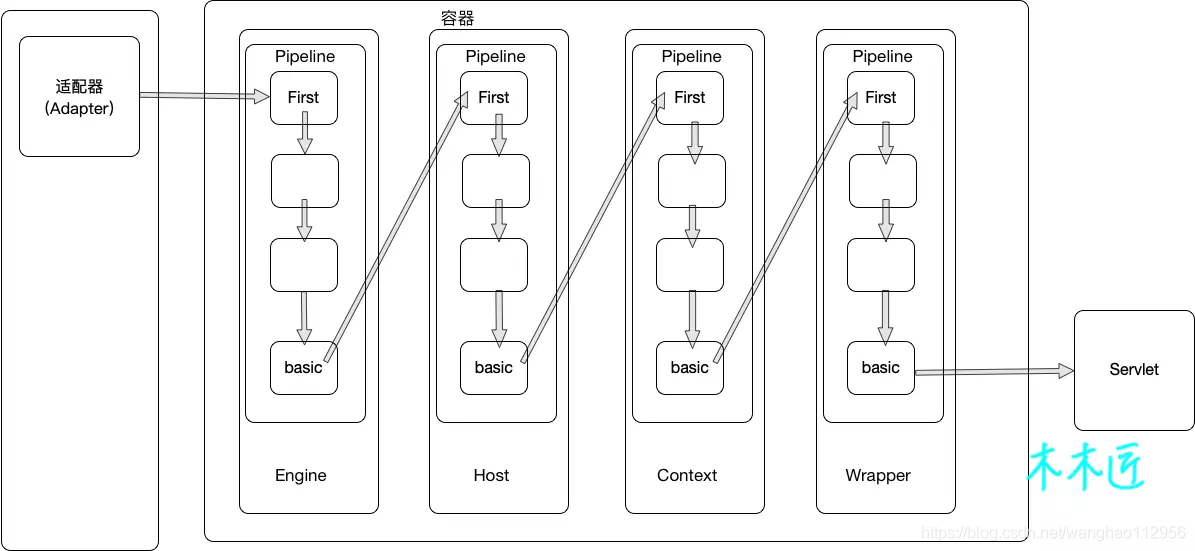 容器
适配器
(Adapter)
Pipeline
First
basic
Engine
Pipeline
First
basic
Host
Pipeline
First
basic
Context
Pipeline
First
basic
Wrapper
Servlet
木木匠
https://blog.csdn.net/wanghao112956